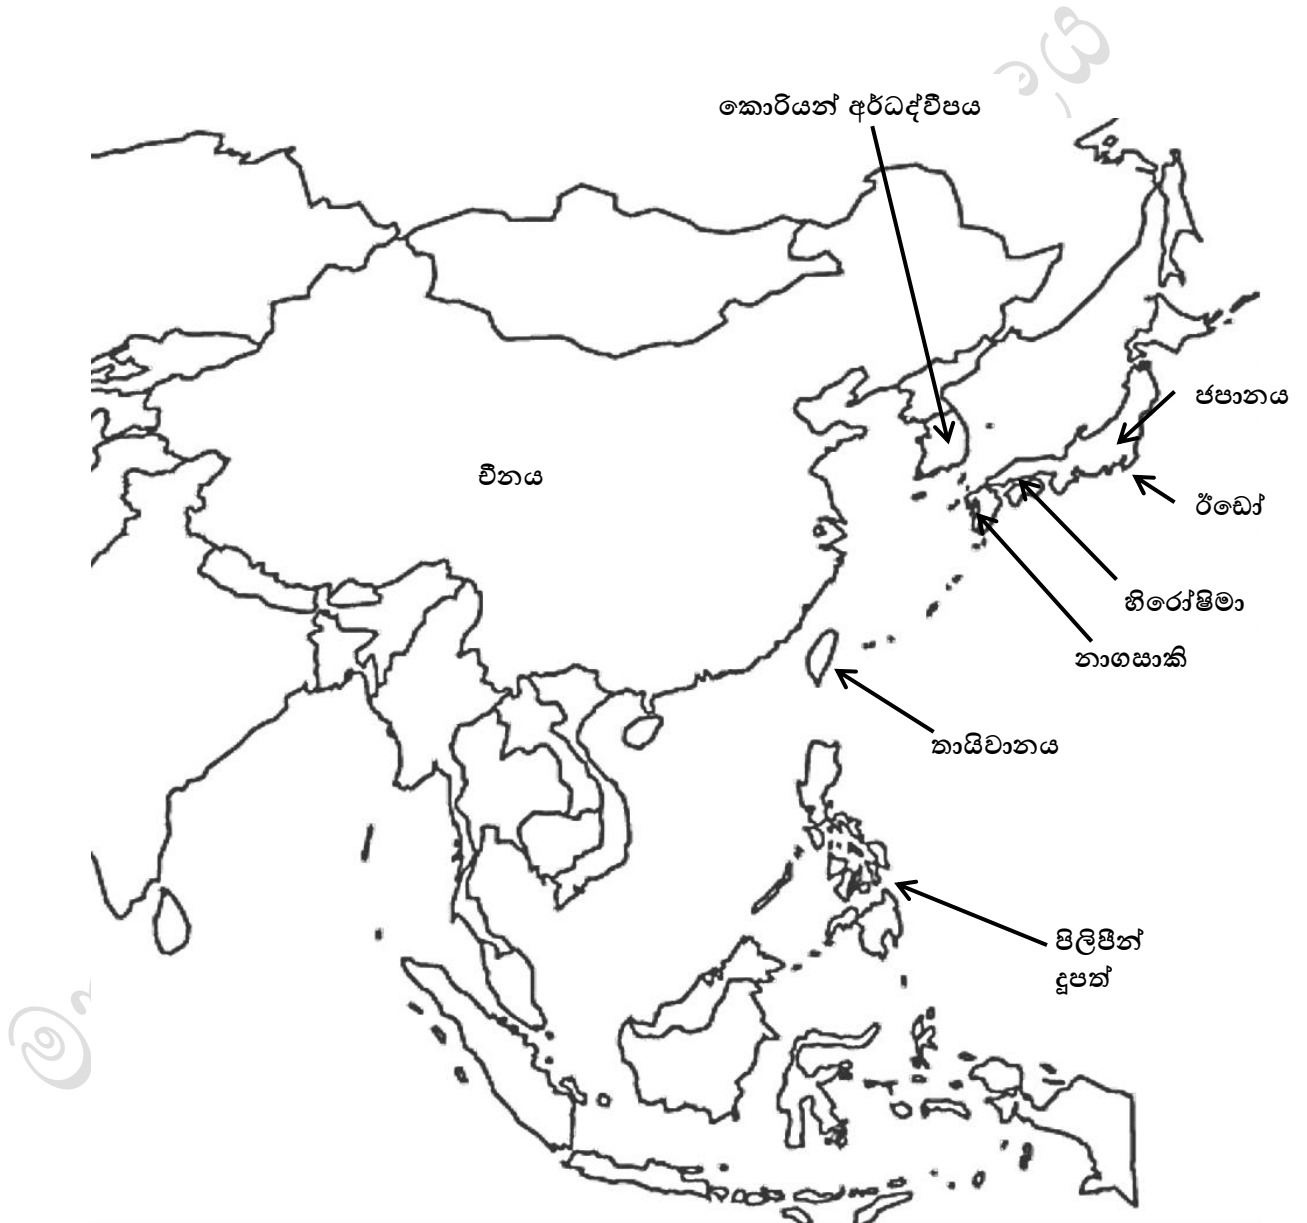 කොරියන් අර්ධද්වීපය
ජපානය
චීනය
ඊඩෝ
හිරෝෂිමා
නාගසාකි
තායිවානය
පිලිපීන්
දූපත්